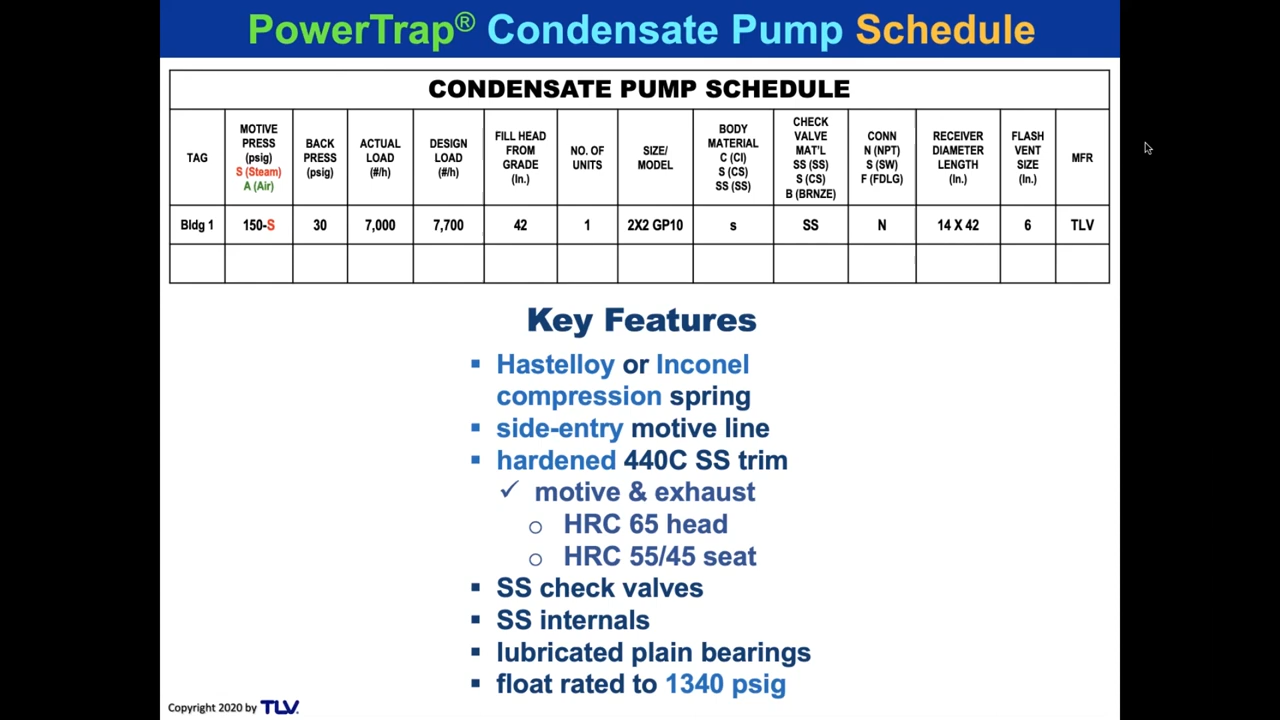 PowerTrap® Condensate Pump Schedule
CONDENSATE PUMP SCHEDULE
TAG
MOTIVE
PRESS
(psig)
S (Steam)
A (Air)
BACK
PRESS
(psig)
ACTUAL
LOAD
(#/h)
DESIGN
LOAD
(#/h)
FILL HEAD
FROM
GRADE
(In.)
NO. OF
UNITS
SIZE/
MODEL
BODY
MATERIAL
C (CI)
S (CS)
SS (SS)
CHECK
VALVE
MAT'L
SS (SS)
S (CS)
B (BRNZE)
CONN
N (NPT)
S (SW)
F (FDLG)
RECEIVER
DIAMETER
LENGTH
(In.)
FLASH
VENT
SIZE
(In.)
MFR
Bldg 1 150-S 30 7,000 7,700 42 1 2X2 GP10 s SS N 14 X 42 6 TLV
Key Features
▪ Hastelloy or Inconel
compression spring
▪ side-entry motive line
▪ hardened 440C SS trim
✓ motive & exhaust
o HRC 65 head
o HRC 55/45 seat
▪ SS check valves
▪ SS internals
▪ lubricated plain bearings
▪ float rated to 1340 psig
Copyright 2020 by TLV